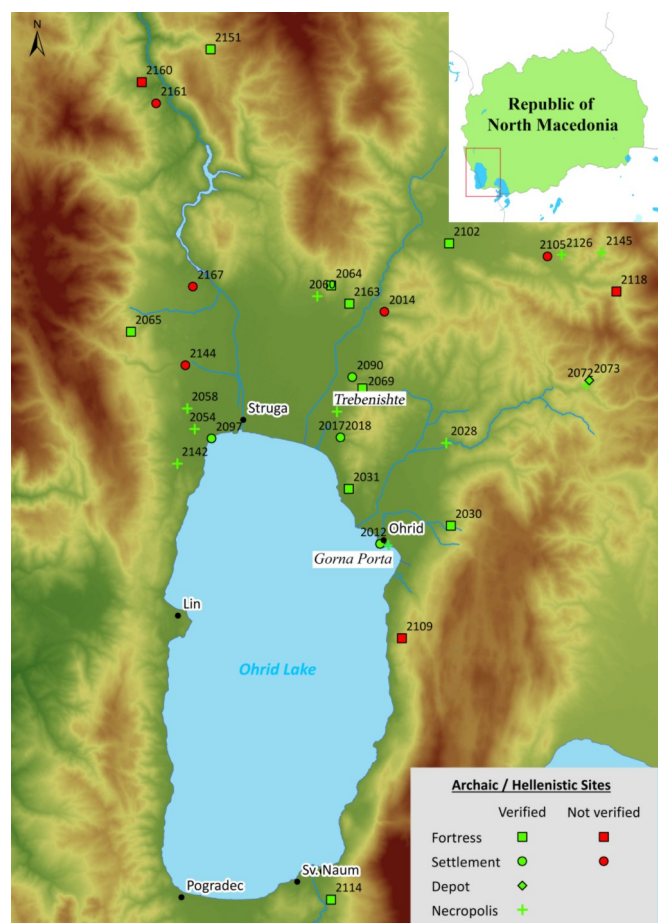 N
2151
2160
2161
Republic of
North Macedonia
2102
2105
2126
2145
2118
2167
2060
2064
2163
2014
2065
2144
2090
2069
2072
2073
Trebenishte
2058
2054
2097
Struga
2017
2018
2028
2142
2031
2030
2012
Ohrid
Gorna Porta
Lin
2109
Ohrid Lake
Sv. Naum
Pogradec
2114
Archaic / Hellenistic Sites
Verified Not verified
Fortress
Settlement
Depot
Necropolis